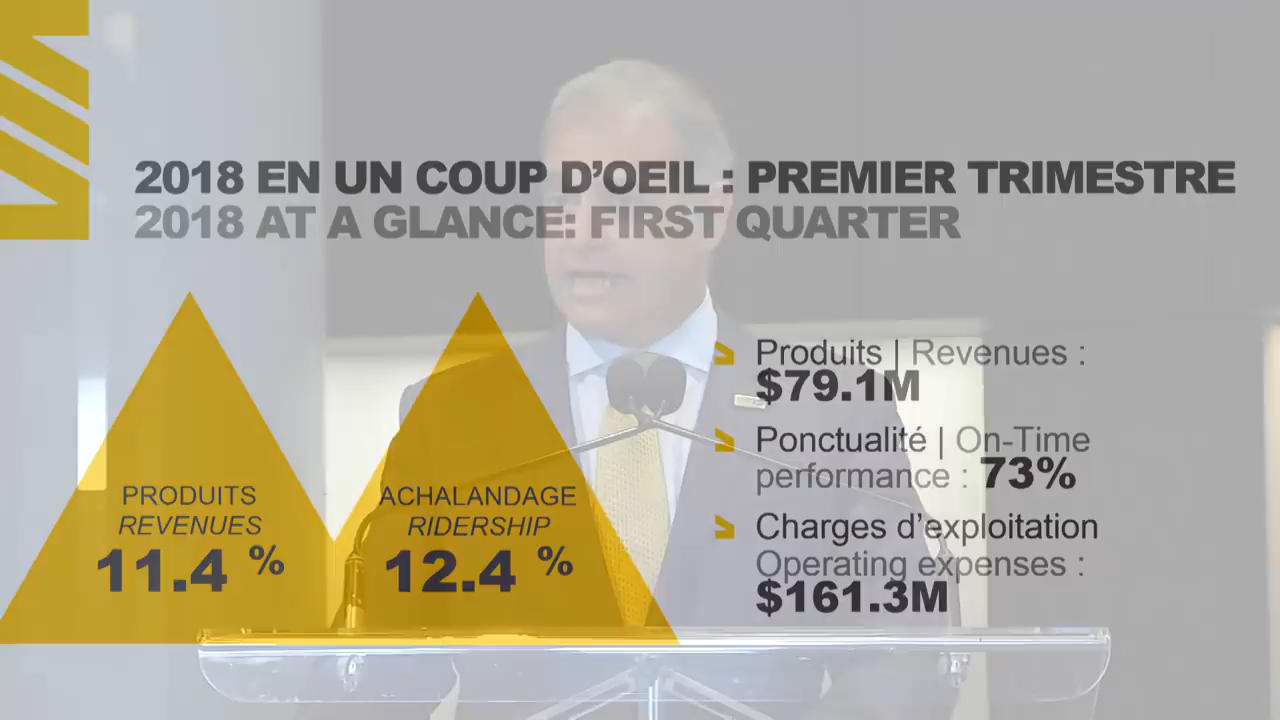 2018 EN UN COUP D’OEIL : PREMIER TRIMESTRE
2018 AT A GLANCE: FIRST QUARTER
PRODUITS
REVENUES
11.4 %
ACHALANDAGE
RIDERSHIP
12.4 %
Produits | Revenues :
$79.1M
Ponctualité | On-Time
performance : 73%
Charges d’exploitation
Operating expenses :
$161.3M